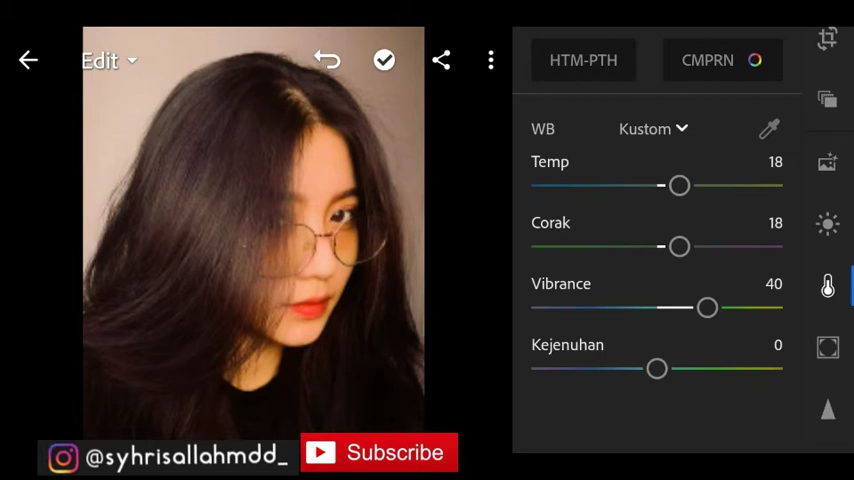 Edit
HTM-PTH
CMPRN
WB
Kustom
Temp
18
Corak
18
Vibrance
40
Kejenuhan
0
@syhrisallahmdd_
Subscribe